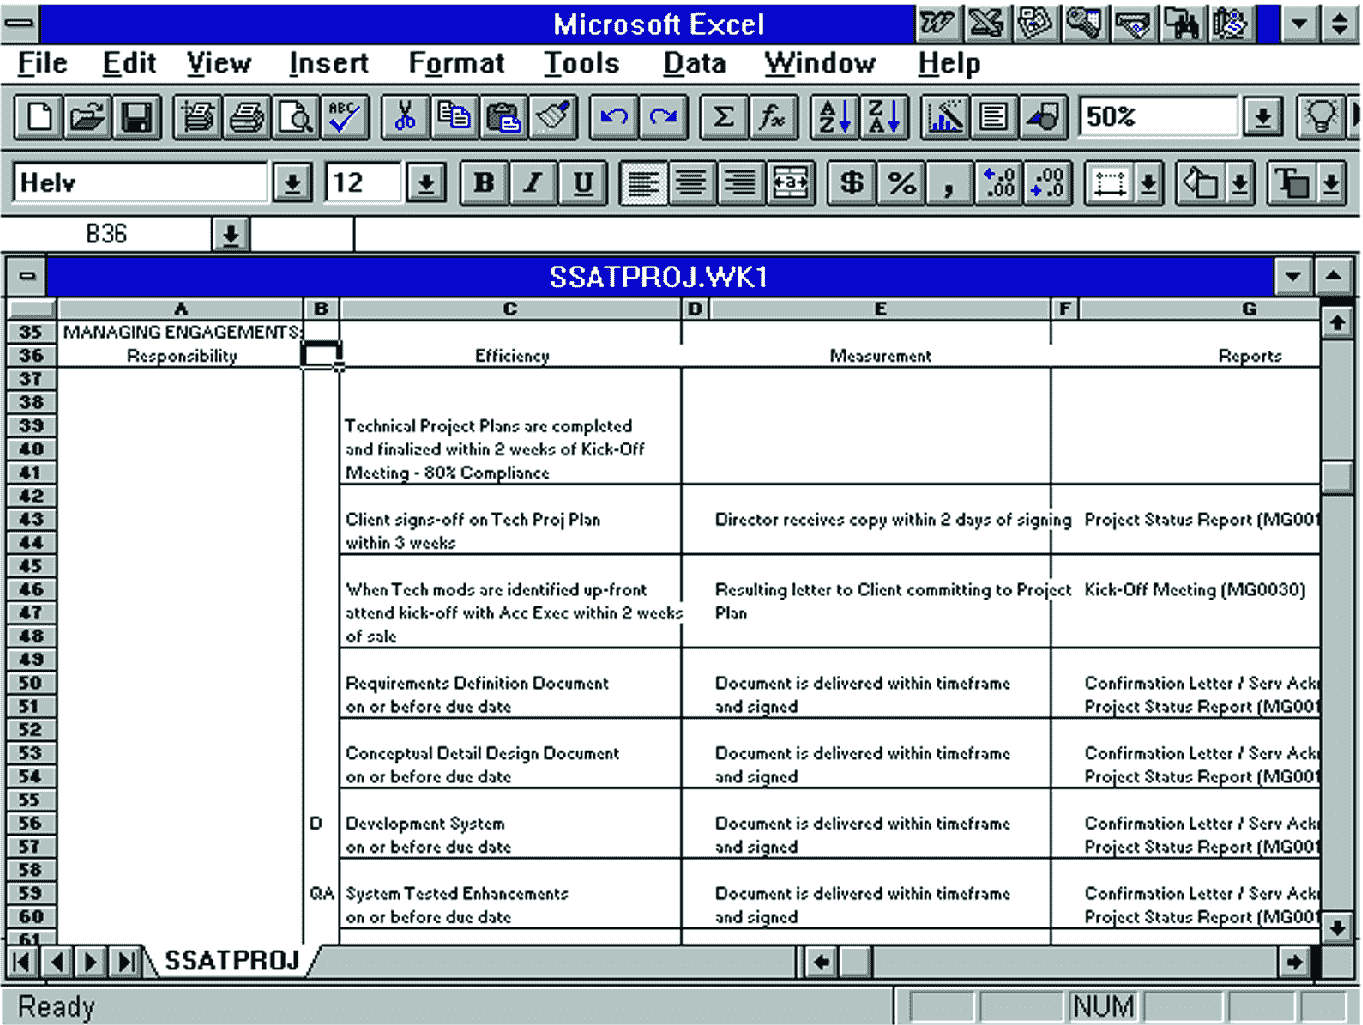 Microsoft Excel
File Edit View Insert Format Tools Data Window Help
ABC Σ fx A Z Z A 50%
Helv 12 B I U a $ % , .0 .00 .00 .0
B36
SSATPROJ.WK1
A B C D E F G
35 MANAGING ENGAGEMENTS:
36 Responsibility Efficiency Measurement Reports
37
38
39 Technical Project Plans are completed
40 and finalized within 2 weeks of Kick-Off
41 Meeting - 80% Compliance
42
43 Client signs-off on Tech Proj Plan Director receives copy within 2 days of signing Project Status Report (MG001
44 within 3 weeks
45
46 When Tech mods are identified up-front Resulting letter to Client committing to Project Kick-Off Meeting (MG0030)
47 attend kick-off with Acc Exec within 2 weeks Plan
48 of sale
49
50 Requirements Definition Document Document is delivered within timeframe Confirmation Letter / Serv Ackn
51 on or before due date and signed Project Status Report (MG001
52
53 Conceptual Detail Design Document Document is delivered within timeframe Confirmation Letter / Serv Ackn
54 on or before due date and signed Project Status Report (MG001
55
56 D Development System Document is delivered within timeframe Confirmation Letter / Serv Ackn
57 on or before due date and signed Project Status Report (MG001
58
59 QA System Tested Enhancements Document is delivered within timeframe Confirmation Letter / Serv Ackn
60 on or before due date and signed Project Status Report (MG001
61
SSATPROJ
Ready NUM